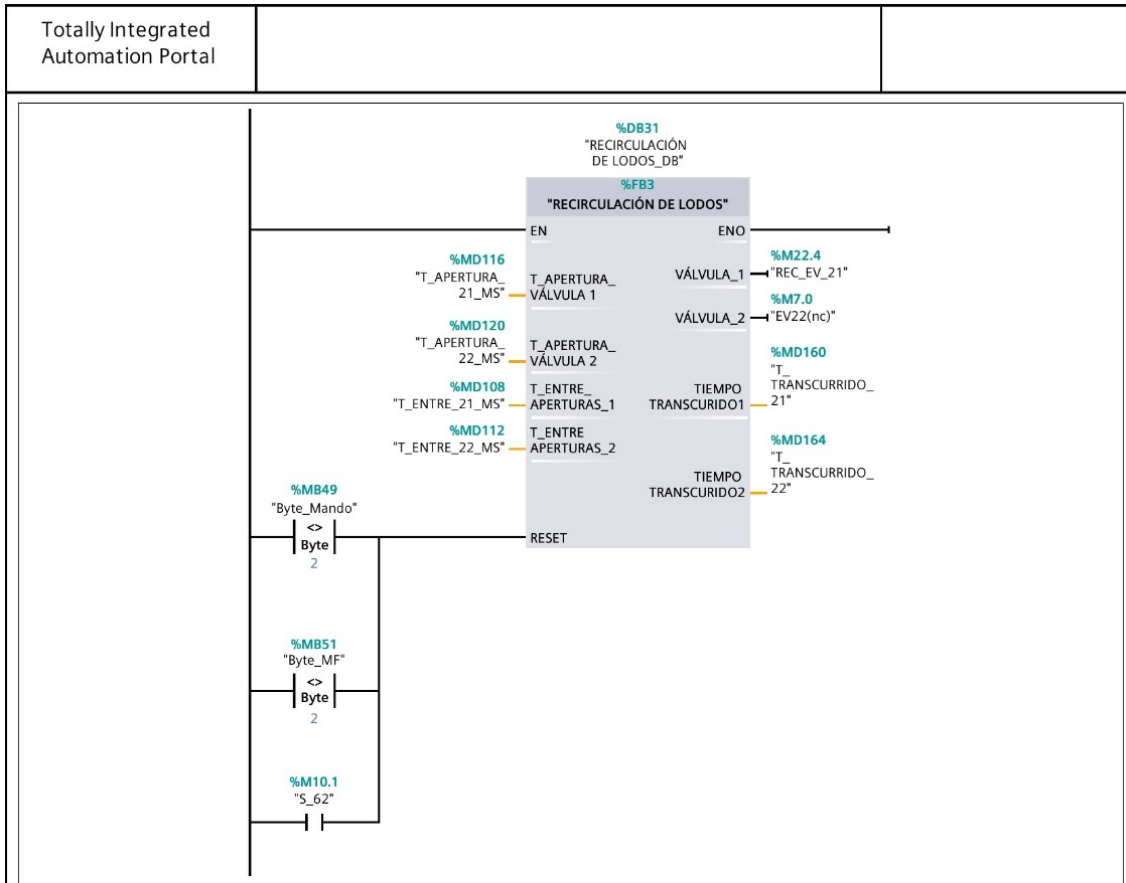 Totally Integrated
Automation Portal
%DB31
"RECIRCULACIÓN
DE LODOS_DB"
%FB3
"RECIRCULACIÓN DE LODOS"
EN
ENO
%MD116
"T_APERTURA_
21_MS"
T_APERTURA_
VÁLVULA 1
VÁLVULA_1
%M22.4
"REC_EV_21"
%MD120
"T_APERTURA_
22_MS"
T_APERTURA_
VÁLVULA 2
VÁLVULA_2
%M7.0
"EV22(nc)"
%MD108
"T_ENTRE_21_MS"
T_ENTRE_
APERTURAS_1
TIEMPO
TRANSCURIDO1
%MD160
"T_
TRANSCURRIDO_
21"
%MD112
"T_ENTRE_22_MS"
T_ENTRE
APERTURAS_2
TIEMPO
TRANSCURIDO2
%MD164
"T_
TRANSCURRIDO_
22"
%MB49
"Byte_Mando"
<>
Byte
2
RESET
%MB51
"Byte_MF"
<>
Byte
2
%M10.1
"S_62"